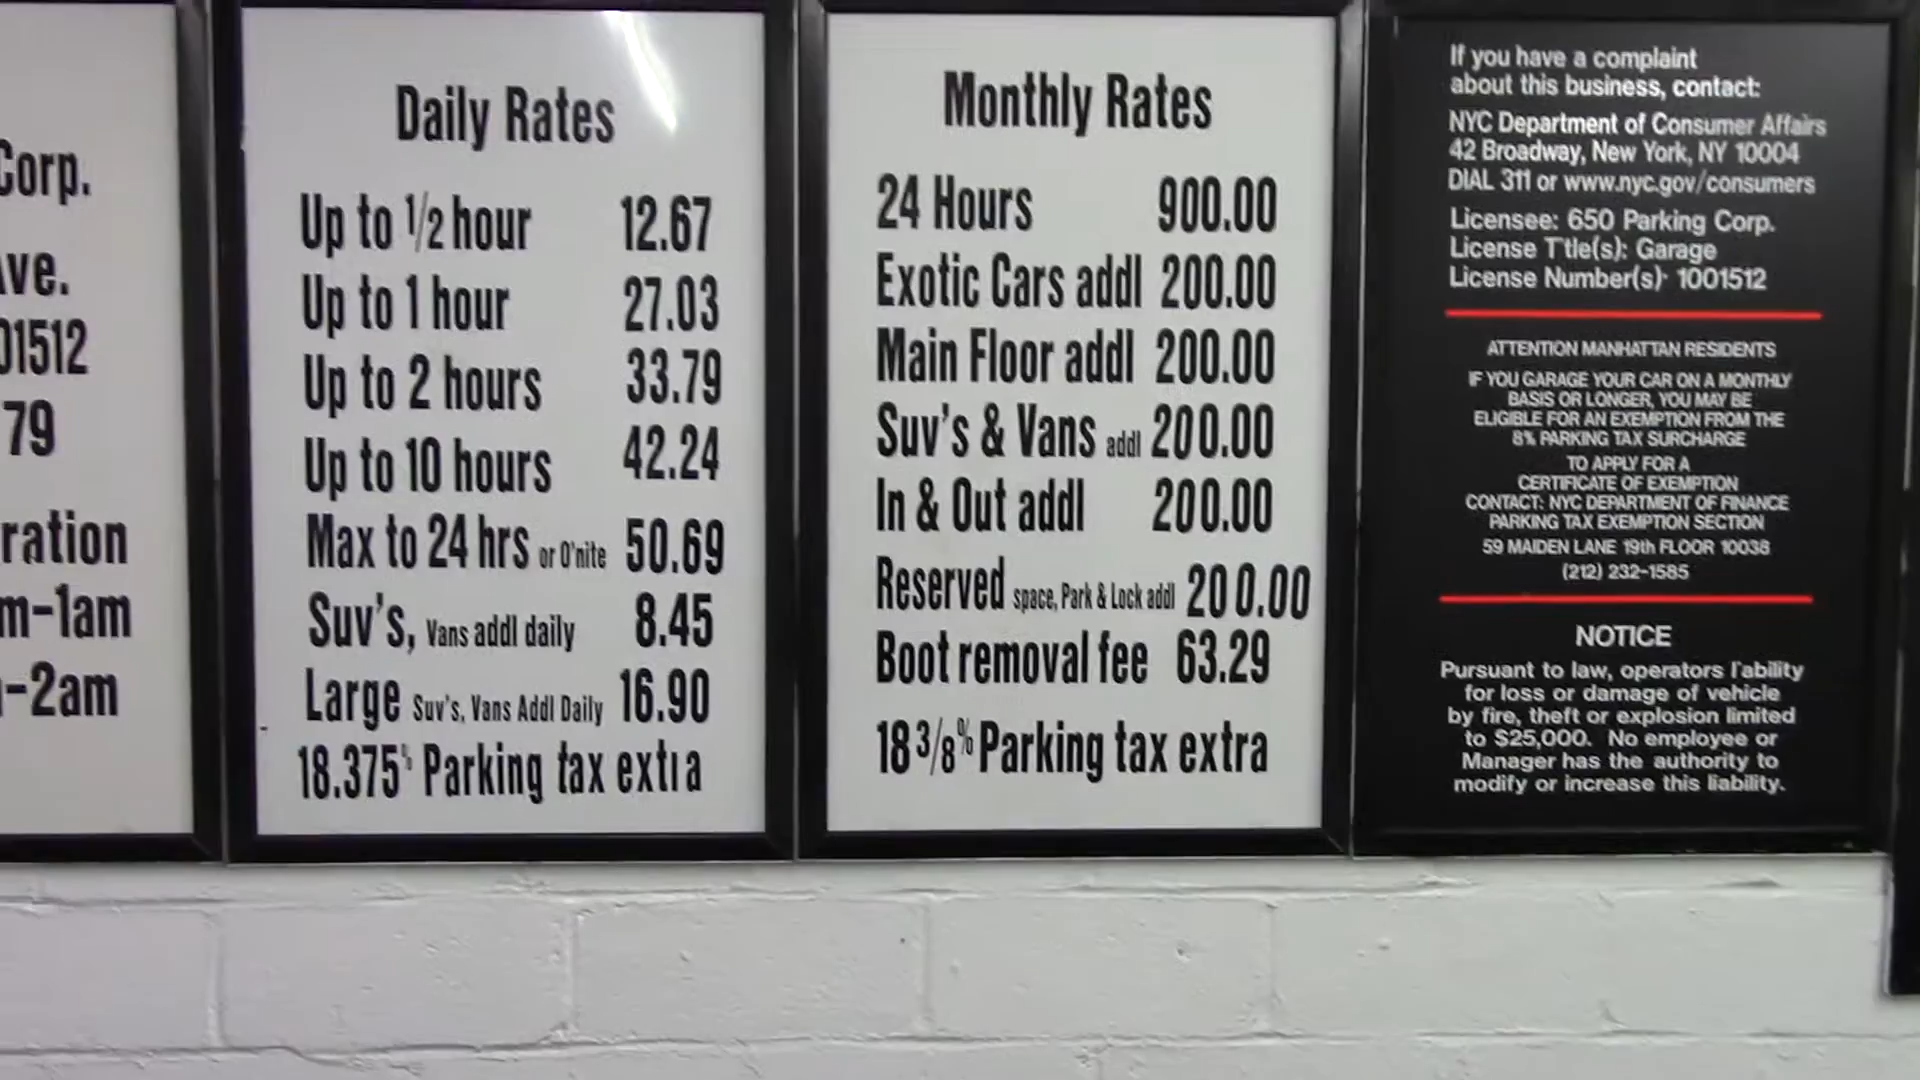 Corp.
ve.
01512
79
ration
m-1am
-2am
Daily Rates
Up to 1/2 hour 12.67
Up to 1 hour 27.03
Up to 2 hours 33.79
Up to 10 hours 42.24
Max to 24 hrs or O'nite 50.69
Suv's, Vans addl daily 8.45
Large Suv's, Vans Addl Daily 16.90
18.375% Parking tax extra
Monthly Rates
24 Hours 900.00
Exotic Cars addl 200.00
Main Floor addl 200.00
Suv's & Vans addl 200.00
In & Out addl 200.00
Reserved space, Park & Lock addl 200.00
Boot removal fee 63.29
18 3/8% Parking tax extra
If you have a complaint
about this business, contact:
NYC Department of Consumer Affairs
42 Broadway, New York, NY 10004
DIAL 311 or www.nyc.gov/consumers
Licensee: 650 Parking Corp.
License T'tle(s): Garage
License Number(s): 1001512
ATTENTION MANHATTAN RESIDENTS
IF YOU GARAGE YOUR CAR ON A MONTHLY
BASIS OR LONGER, YOU MAY BE
ELIGIBLE FOR AN EXEMPTION FROM THE
8% PARKING TAX SURCHARGE
TO APPLY FOR A
CERTIFICATE OF EXEMPTION
CONTACT: NYC DEPARTMENT OF FINANCE
PARKING TAX EXEMPTION SECTION
59 MAIDEN LANE 19th FLOOR 10038
(212) 232-1585
NOTICE
Pursuant to law, operators l'ability
for loss or damage of vehicle
by fire, theft or explosion limited
to $25,000. No employee or
Manager has the authority to
modify or increase this liability.